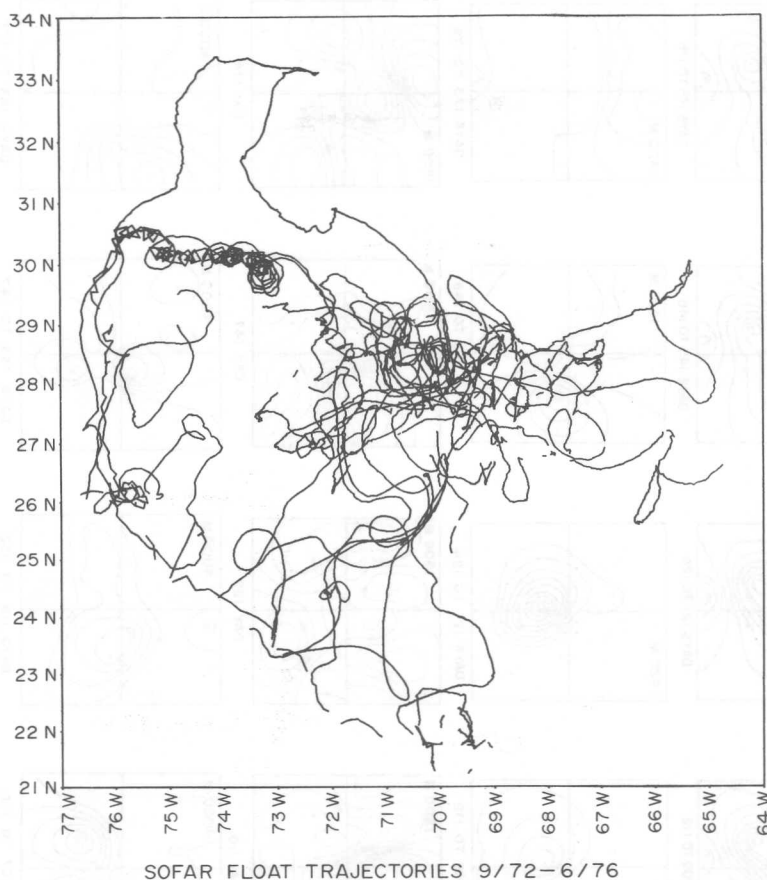 34 N
33 N
32 N
31 N
30 N
29 N
28 N
27 N
26 N
25 N
24 N
23 N
22 N
21 N
77 W
76 W
75 W
74 W
73 W
72 W
71 W
70 W
69 W
68 W
67 W
66 W
65 W
64 W
SOFAR FLOAT TRAJECTORIES 9/72–6/76